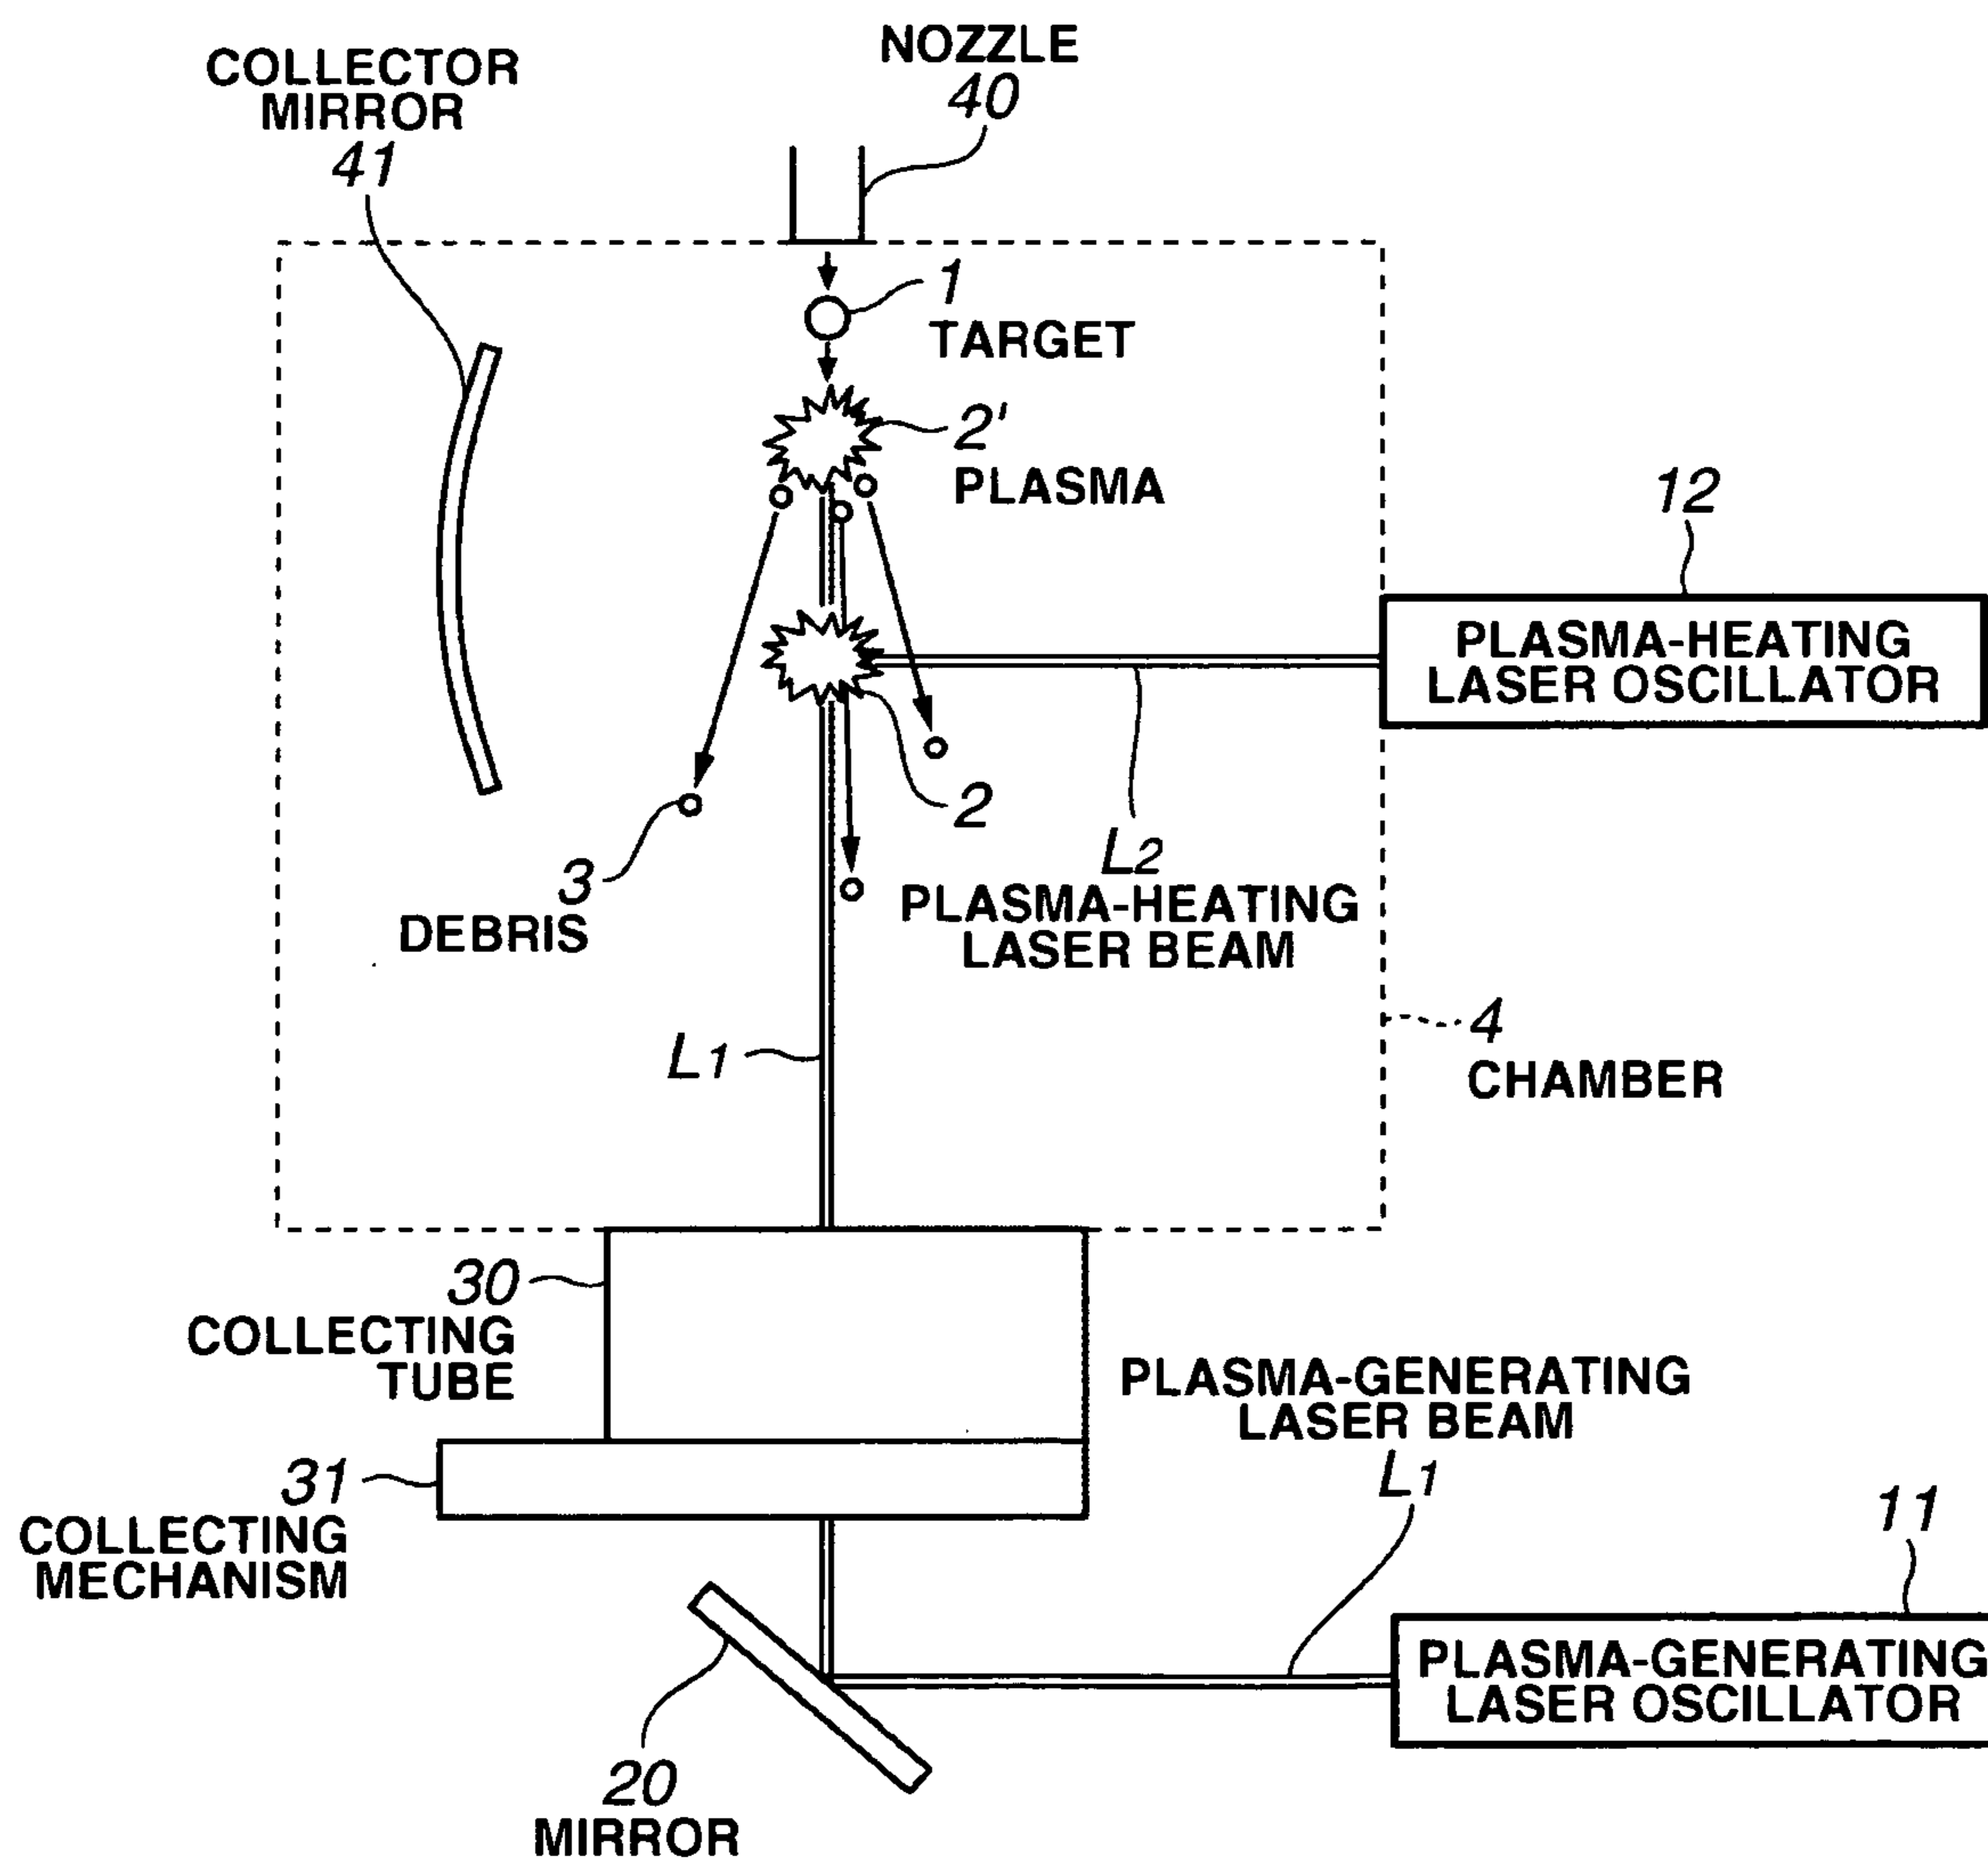 NOZZLE
40
COLLECTOR
MIRROR
41
1
TARGET
2'
PLASMA
12
PLASMA-HEATING
LASER OSCILLATOR
2
3
DEBRIS
L2
PLASMA-HEATING
LASER BEAM
L1
4
CHAMBER
30
COLLECTING
TUBE
PLASMA-GENERATING
LASER BEAM
L1
31
COLLECTING
MECHANISM
11
PLASMA-GENERATING
LASER OSCILLATOR
20
MIRROR